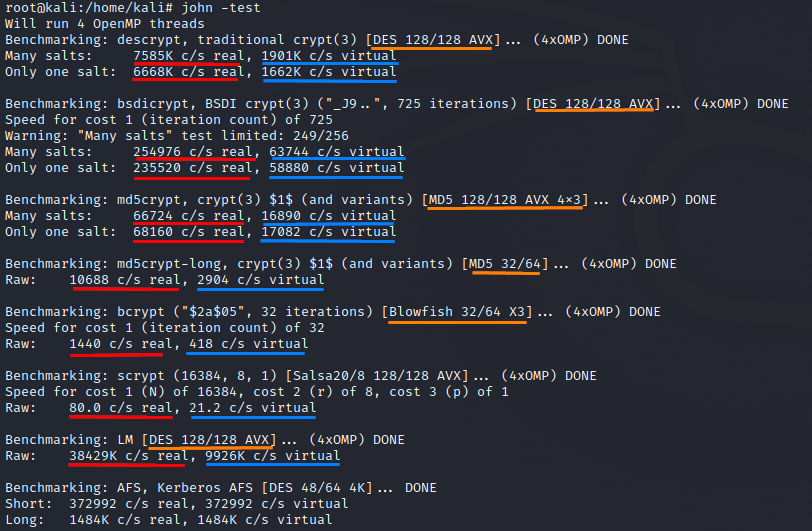 root@kali:/home/kali# john -test
Will run 4 OpenMP threads
Benchmarking: descrypt, traditional crypt(3) [DES 128/128 AVX]... (4xOMP) DONE
Many salts: 7585K c/s real, 1901K c/s virtual
Only one salt: 6668K c/s real, 1662K c/s virtual
Benchmarking: bsdicrypt, BSDI crypt(3) ("_J9..", 725 iterations) [DES 128/128 AVX]... (4xOMP) DONE
Speed for cost 1 (iteration count) of 725
Warning: "Many salts" test limited: 249/256
Many salts: 254976 c/s real, 63744 c/s virtual
Only one salt: 235520 c/s real, 58880 c/s virtual
Benchmarking: md5crypt, crypt(3) $1$ (and variants) [MD5 128/128 AVX 4×3]... (4xOMP) DONE
Many salts: 66724 c/s real, 16890 c/s virtual
Only one salt: 68160 c/s real, 17082 c/s virtual
Benchmarking: md5crypt-long, crypt(3) $1$ (and variants) [MD5 32/64]... (4xOMP) DONE
Raw: 10688 c/s real, 2904 c/s virtual
Benchmarking: bcrypt ("$2a$05", 32 iterations) [Blowfish 32/64 X3]... (4xOMP) DONE
Speed for cost 1 (iteration count) of 32
Raw: 1440 c/s real, 418 c/s virtual
Benchmarking: scrypt (16384, 8, 1) [Salsa20/8 128/128 AVX]... (4xOMP) DONE
Speed for cost 1 (N) of 16384, cost 2 (r) of 8, cost 3 (p) of 1
Raw: 80.0 c/s real, 21.2 c/s virtual
Benchmarking: LM [DES 128/128 AVX]... (4xOMP) DONE
Raw: 38429K c/s real, 9926K c/s virtual
Benchmarking: AFS, Kerberos AFS [DES 48/64 4K]... DONE
Short: 372992 c/s real, 372992 c/s virtual
Long: 1484K c/s real, 1484K c/s virtual